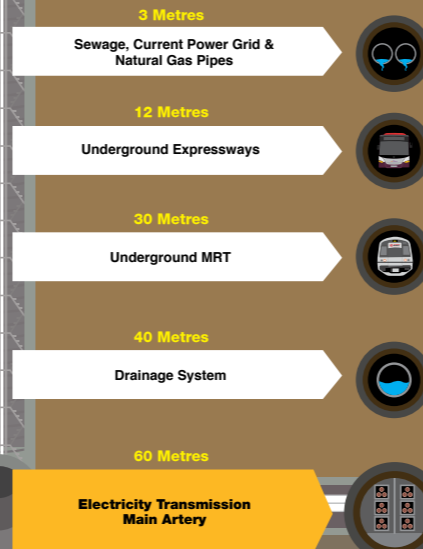 3 Metres
Sewage, Current Power Grid &
Natural Gas Pipes
12 Metres
Underground Expressways
30 Metres
Underground MRT
40 Metres
Drainage System
60 Metres
Electricity Transmission
Main Artery